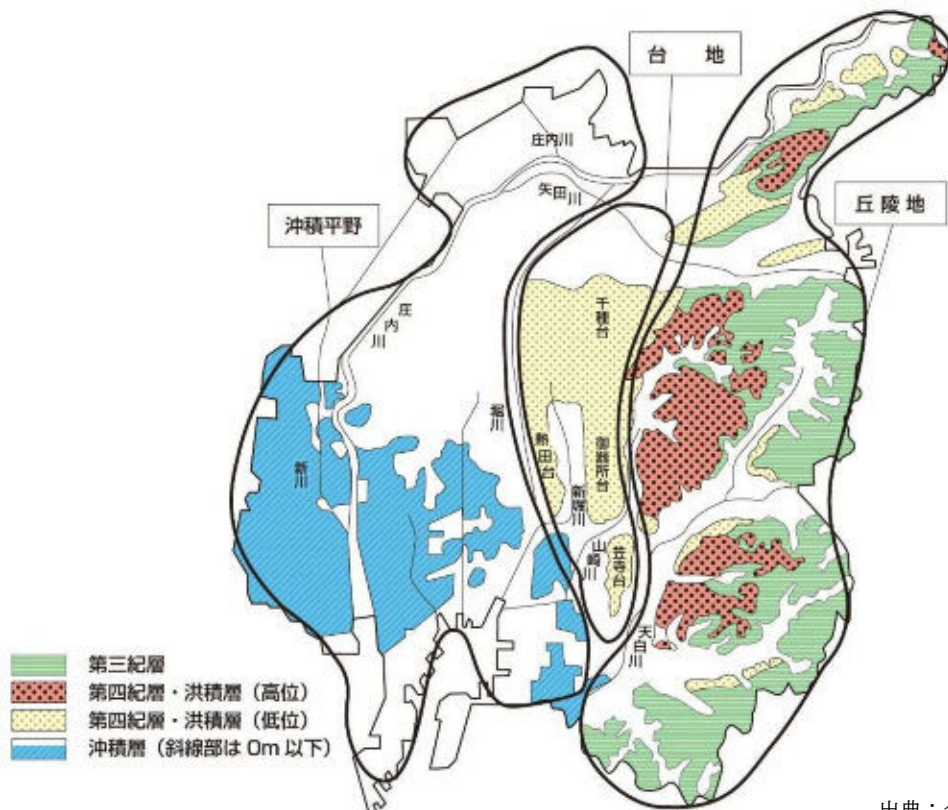 台 地
庄内川
矢田川
沖積平野
丘陵地
千種台
庄内川
堀川
熱田台
御器所台
新川
新堀川
山崎川
笠寺台
天白川
第三紀層
第四紀層・洪積層（高位）
第四紀層・洪積層（低位）
沖積層（斜線部は0m以下）
出典：